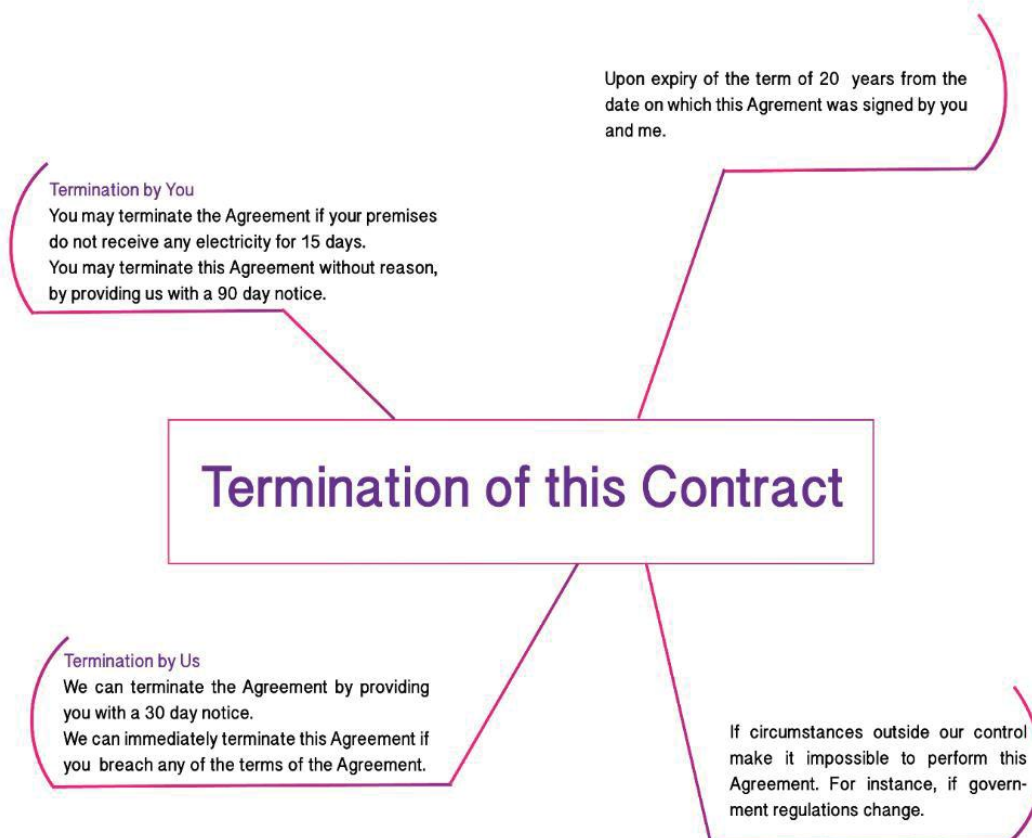 Upon expiry of the term of 20 years from the
date on which this Agrement was signed by you
and me.
Termination by You
You may terminate the Agreement if your premises
do not receive any electricity for 15 days.
You may terminate this Agreement without reason,
by providing us with a 90 day notice.
Termination of this Contract
Termination by Us
We can terminate the Agreement by providing
you with a 30 day notice.
We can immediately terminate this Agreement if
you breach any of the terms of the Agreement.
If circumstances outside our control
make it impossible to perform this
Agreement. For instance, if govern-
ment regulations change.